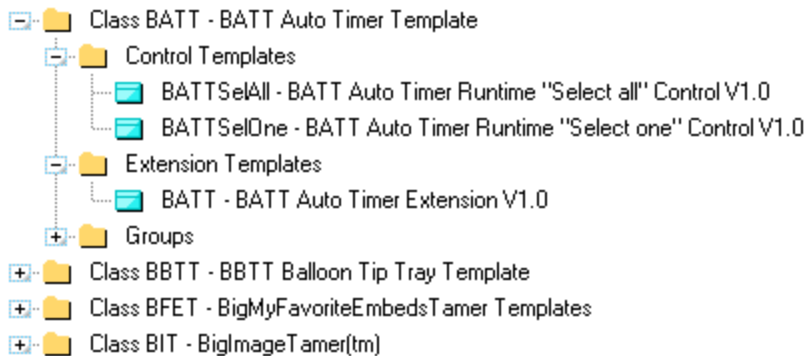 Class BATT - BATT Auto Timer Template
Control Templates
BATTSelAll - BATT Auto Timer Runtime "Select all" Control V1.0
BATTSelOne - BATT Auto Timer Runtime "Select one" Control V1.0
Extension Templates
BATT - BATT Auto Timer Extension V1.0
Groups
Class BBTT - BBTT Balloon Tip Tray Template
Class BFET - BigMyFavoriteEmbedsTamer Templates
Class BIT - BigImageTamer(tm)